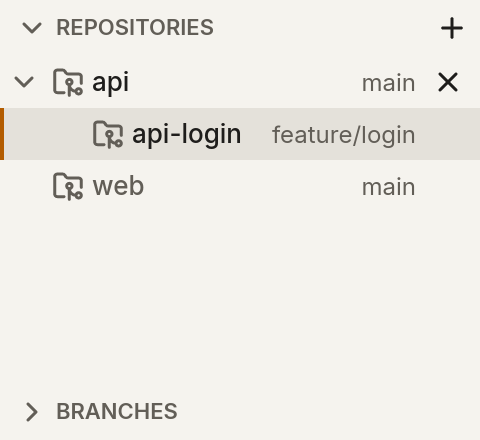 REPOSITORIES
api main
api-login feature/login
web main
BRANCHES